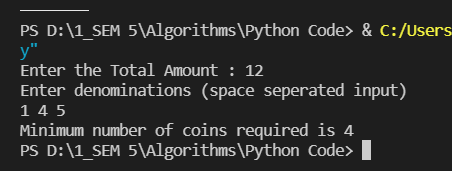 PS D:\1_SEM 5\Algorithms\Python Code> & C:/Users
y"
Enter the Total Amount : 12
Enter denominations (space seperated input)
1 4 5
Minimum number of coins required is 4
PS D:\1_SEM 5\Algorithms\Python Code>